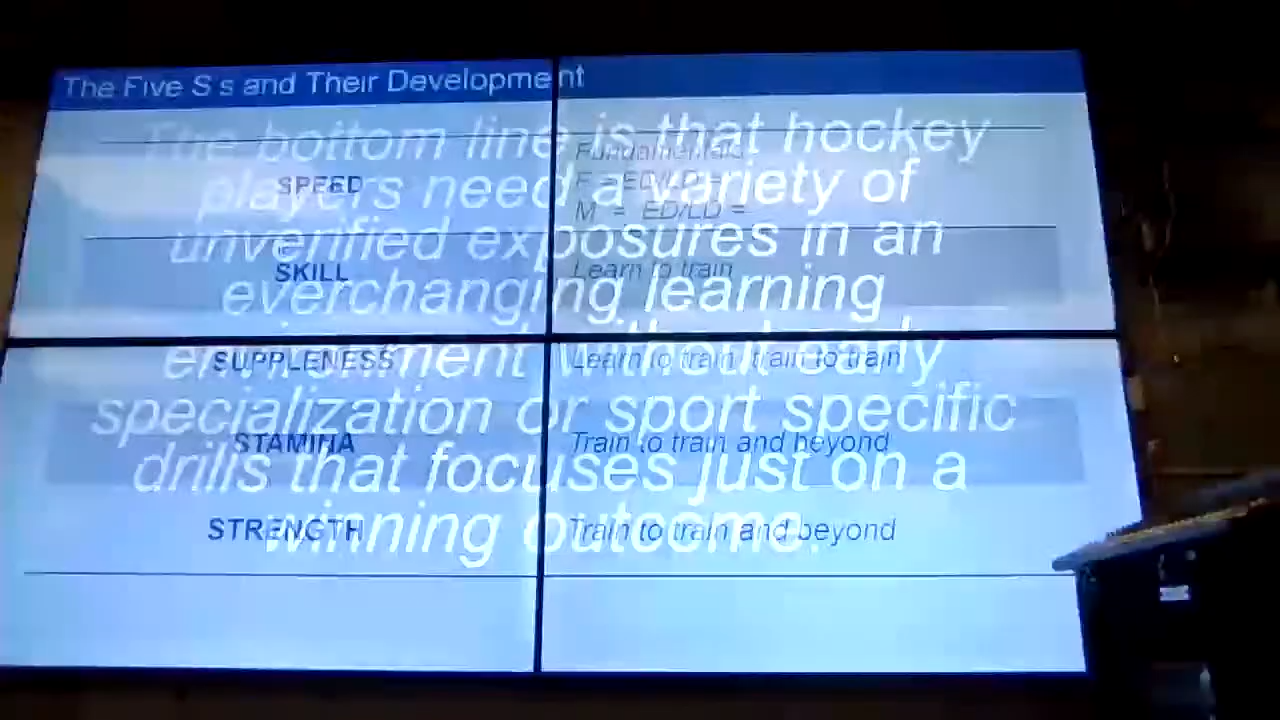 The Five S s and Their Development
The bottom line is that hockey
players need a variety of
unverified exposures in an
everchanging learning
environment without early
specialization or sport specific
drills that focuses just on a
winning outcome.
SPEED
Fundamentals
F = ED/LD =
M = ED/LD =
SKILL
Learn to train
SUPPLENESS
Learn to train, train to train
STAMINA
Train to train and beyond
STRENGTH
Train to train and beyond